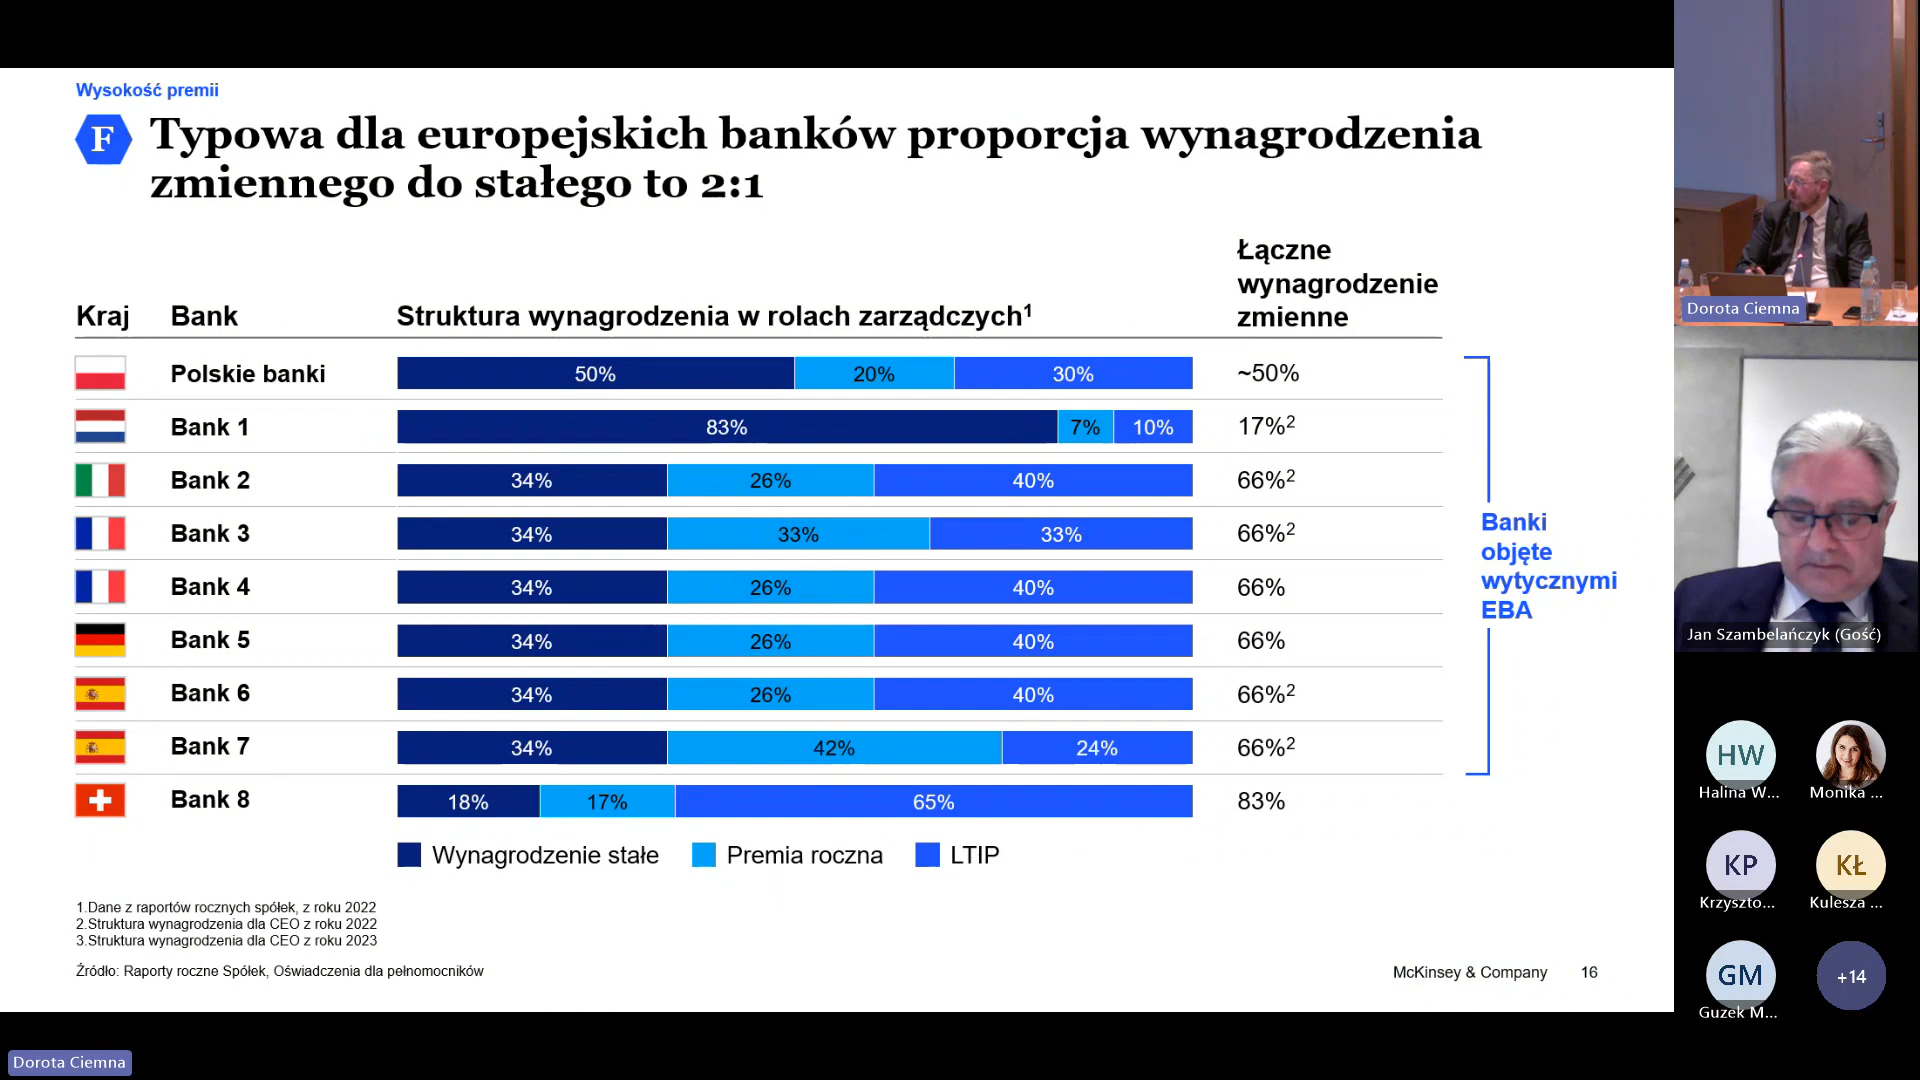 Wysokość premii
F
Typowa dla europejskich banków proporcja wynagrodzenia
zmiennego do stałego to 2:1
Kraj
Bank
Struktura wynagrodzenia w rolach zarządczych¹
Łączne
wynagrodzenie
zmienne
Polskie banki 50% 20% 30% ~50%
Bank 1 83% 7% 10% 17%²
Bank 2 34% 26% 40% 66%²
Bank 3 34% 33% 33% 66%²
Bank 4 34% 26% 40% 66%
Bank 5 34% 26% 40% 66%
Bank 6 34% 26% 40% 66%²
Bank 7 34% 42% 24% 66%²
Bank 8 18% 17% 65% 83%
Banki
objęte
wytycznymi
EBA
Wynagrodzenie stałe Premia roczna LTIP
1.Dane z raportów rocznych spółek, z roku 2022
2.Struktura wynagrodzenia dla CEO z roku 2022
3.Struktura wynagrodzenia dla CEO z roku 2023
Źródło: Raporty roczne Spółek, Oświadczenia dla pełnomocników
McKinsey & Company 16
Dorota Ciemna
Dorota Ciemna
Jan Szambelańczyk (Gość)
HW
Halina W...
Monika ...
KP
Krzyszto...
KŁ
Kulesza ...
GM
Guzek M...
+14